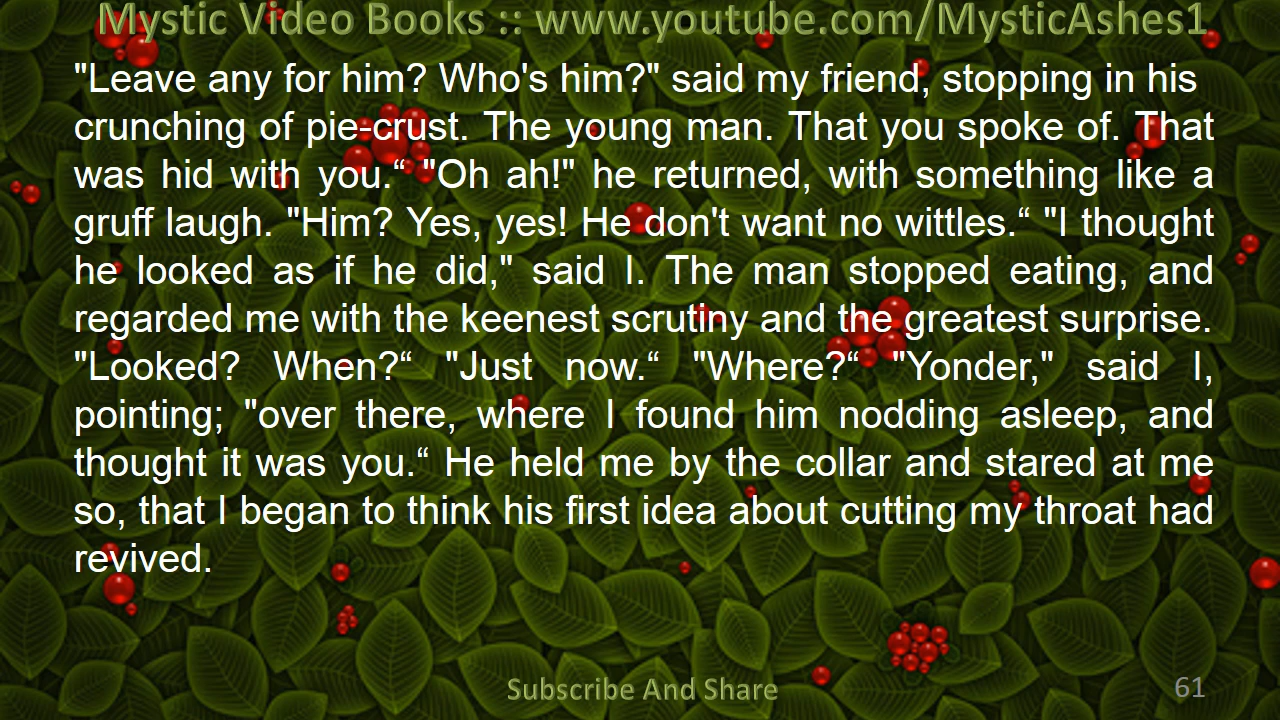 Mystic Video Books :: www.youtube.com/MysticAshes1
"Leave any for him? Who's him?" said my friend, stopping in his
crunching of pie-crust. The young man. That you spoke of. That
was hid with you.“ "Oh ah!" he returned, with something like a
gruff laugh. "Him? Yes, yes! He don't want no wittles.“ "I thought
he looked as if he did," said I. The man stopped eating, and
regarded me with the keenest scrutiny and the greatest surprise.
"Looked? When?“ "Just now.“ "Where?“ "Yonder," said I,
pointing; "over there, where I found him nodding asleep, and
thought it was you.“ He held me by the collar and stared at me
so, that I began to think his first idea about cutting my throat had
revived.
Subscribe And Share
61